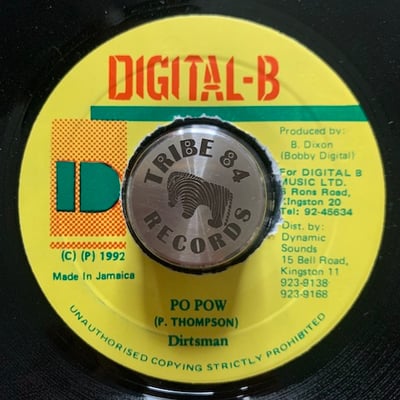 DIGITAL-B
Produced by:
B. Dixon
(Bobby Digital)
For DIGITAL B
MUSIC LTD.
6 Rons Road,
Kingston 20
Tel: 92-45634
Dist. by:
Dynamic
Sounds
15 Bell Road,
Kingston 11
923-9138
923-9168
TRIBE 84
RECORDS
(C) (P) 1992
Made In Jamaica
PO POW
(P. THOMPSON)
Dirtsman
UNAUTHORISED COPYING STRICTLY PROHIBITED